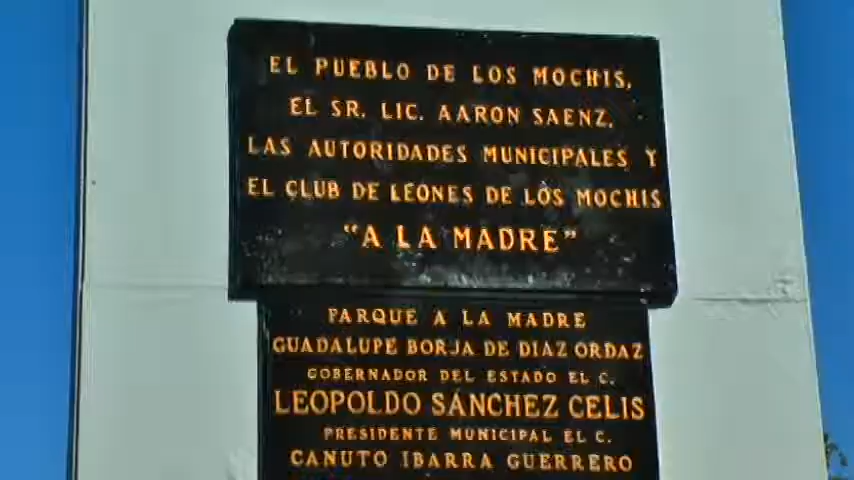 EL PUEBLO DE LOS MOCHIS,
EL SR. LIC. AARON SAENZ,
LAS AUTORIDADES MUNICIPALES Y
EL CLUB DE LEONES DE LOS MOCHIS
"A LA MADRE"
PARQUE A LA MADRE
GUADALUPE BORJA DE DIAZ ORDAZ
GOBERNADOR DEL ESTADO EL C.
LEOPOLDO SÁNCHEZ CELIS
PRESIDENTE MUNICIPAL EL C.
CANUTO IBARRA GUERRERO